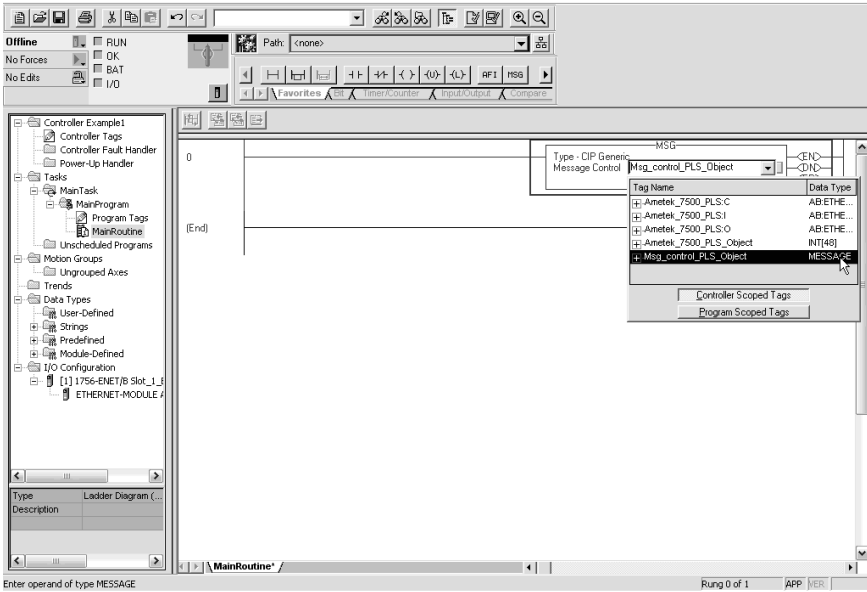 Offline
RUN
No Forces
OK
No Edits
BAT
I/O
Path: <none>
(U)
(L)
AFI
MSG
Favorites
Bit
Timer/Counter
Input/Output
Compare
Controller Example1
Controller Tags
Controller Fault Handler
Power-Up Handler
Tasks
MainTask
MainProgram
Program Tags
MainRoutine
Unscheduled Programs
Motion Groups
Ungrouped Axes
Trends
Data Types
User-Defined
Strings
Predefined
Module-Defined
I/O Configuration
[1] 1756-ENET/B Slot_1_E
ETHERNET-MODULE A
Type Ladder Diagram (...
Description
0
(End)
MSG
Type - CIP Generic
Message Control Msg_control_PLS_Object
EN
DN
Tag Name Data Type
Ametek_7500_PLS:C AB:ETHE...
Ametek_7500_PLS:I AB:ETHE...
Ametek_7500_PLS:O AB:ETHE...
Ametek_7500_PLS_Object INT[48]
Msg_control_PLS_Object MESSAGE
Controller Scoped Tags
Program Scoped Tags
MainRoutine*
Enter operand of type MESSAGE
Rung 0 of 1
APP
VER